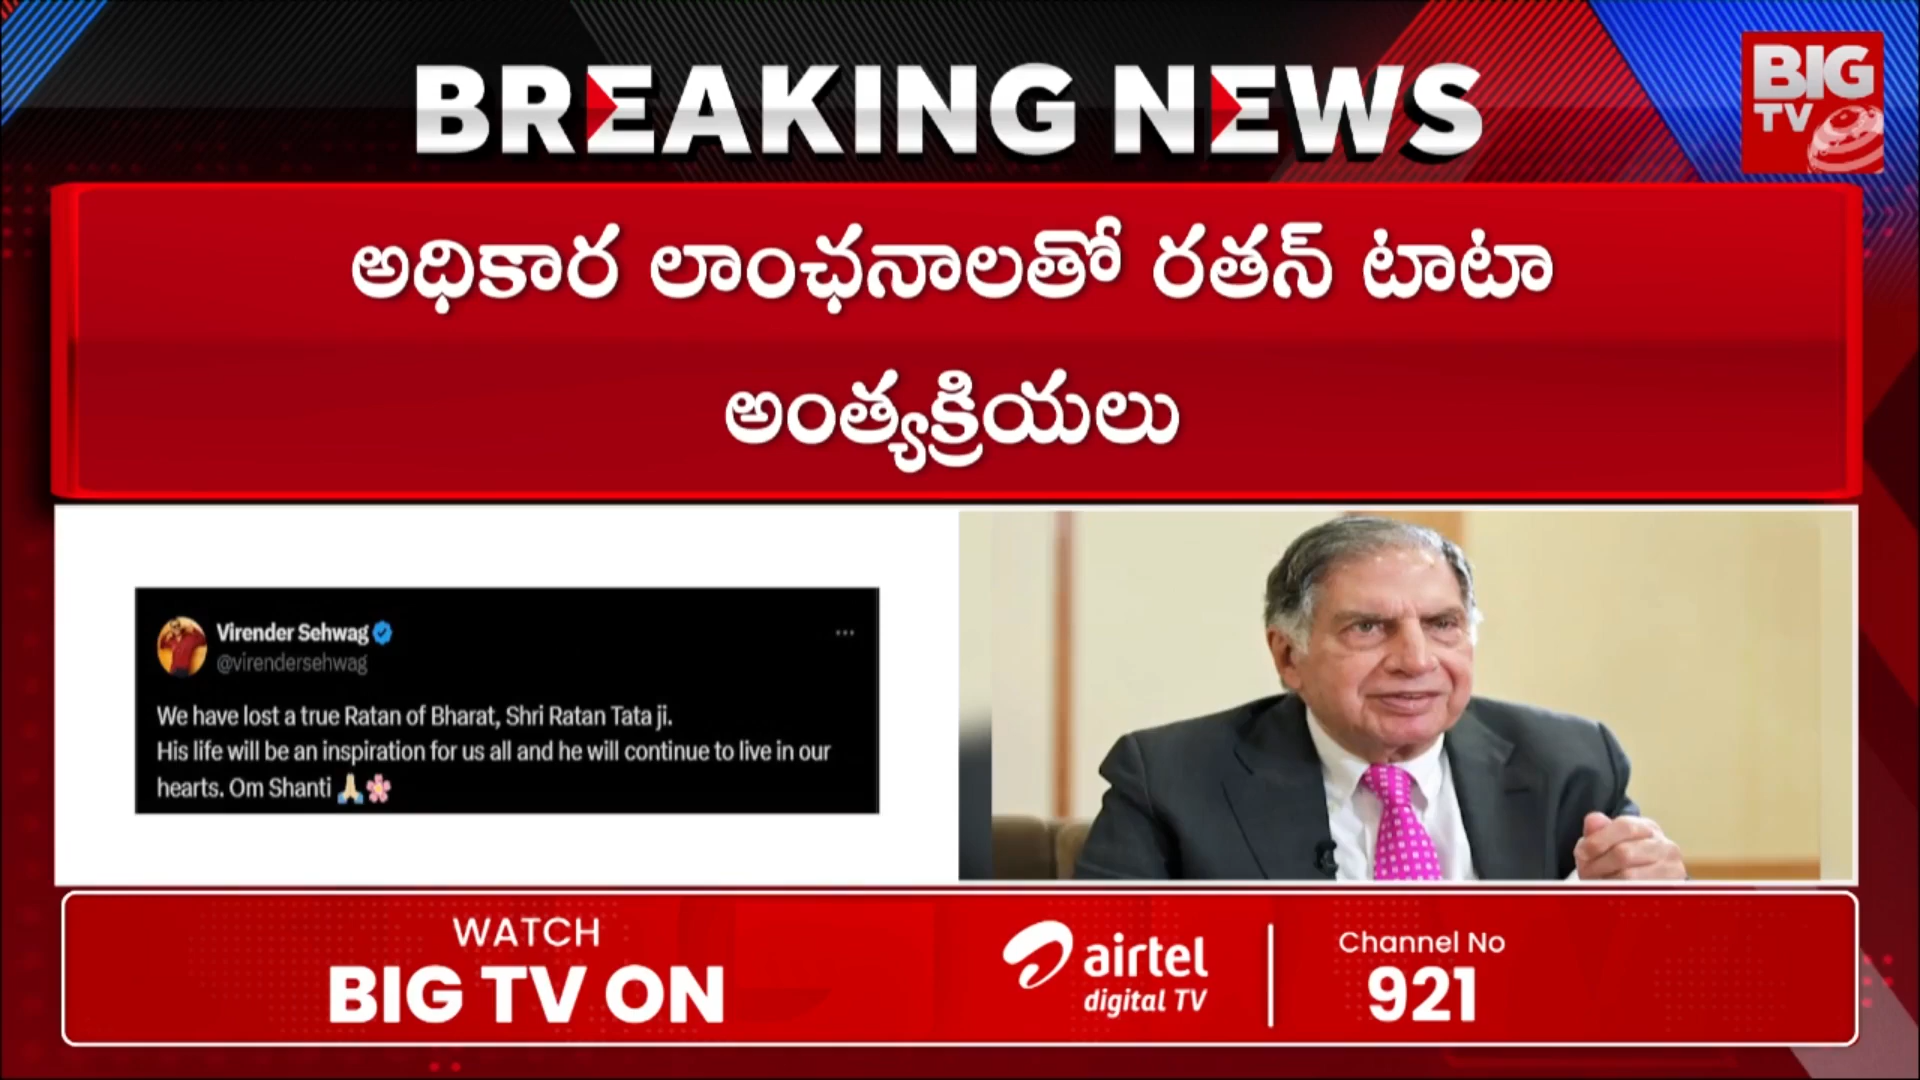 BREAKING NEWS
BIG
TV
అధికార లాంఛనాలతో రతన్ టాటా
అంత్యక్రియలు
Virender Sehwag
@virendersehwag
We have lost a true Ratan of Bharat, Shri Ratan Tata ji.
His life will be an inspiration for us all and he will continue to live in our
hearts. Om Shanti 🙏🏼🌸
WATCH
BIG TV ON
airtel
digital TV
Channel No
921